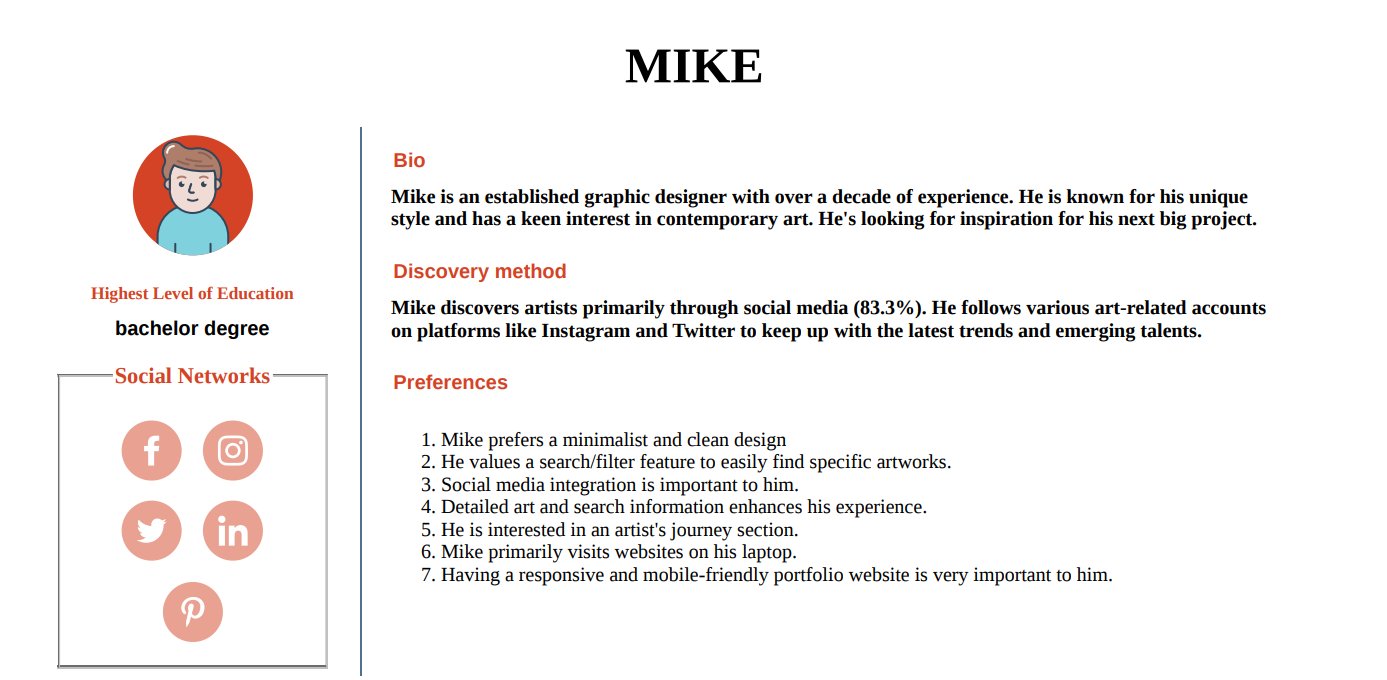 MIKE
Highest Level of Education
bachelor degree
Social Networks
Bio
Mike is an established graphic designer with over a decade of experience. He is known for his unique
style and has a keen interest in contemporary art. He's looking for inspiration for his next big project.
Discovery method
Mike discovers artists primarily through social media (83.3%). He follows various art-related accounts
on platforms like Instagram and Twitter to keep up with the latest trends and emerging talents.
Preferences
1. Mike prefers a minimalist and clean design
2. He values a search/filter feature to easily find specific artworks.
3. Social media integration is important to him.
4. Detailed art and search information enhances his experience.
5. He is interested in an artist's journey section.
6. Mike primarily visits websites on his laptop.
7. Having a responsive and mobile-friendly portfolio website is very important to him.